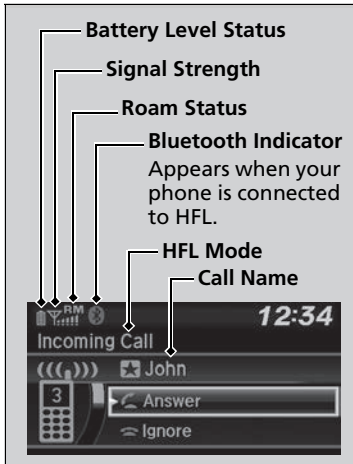 Battery Level Status
Signal Strength
Roam Status
Bluetooth Indicator
Appears when your
phone is connected
to HFL.
HFL Mode
Call Name
RM
12:34
Incoming Call
John
3
Answer
Ignore